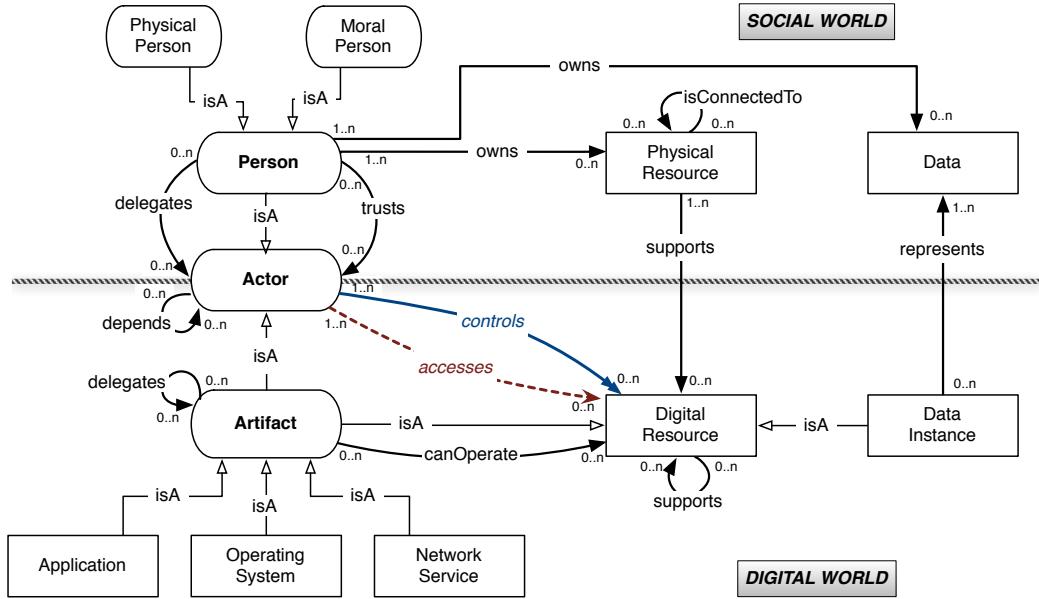 Physical
Person
Moral
Person
SOCIAL WORLD
owns
isA
isA
isConnectedTo
0..n
0..n
0..n
1..n
0..n
Person
owns
1..n
0..n
0..n
Physical
Resource
Data
delegates
isA
trusts
1..n
1..n
supports
represents
0..n
0..n
Actor
0..n
1..n
depends
0..n
1..n
controls
isA
accesses
delegates
0..n
0..n
0..n
0..n
0..n
0..n
Artifact
isA
Digital
Resource
isA
Data
Instance
0..n
canOperate
0..n
0..n
0..n
supports
isA
isA
isA
Application
Operating
System
Network
Service
DIGITAL WORLD